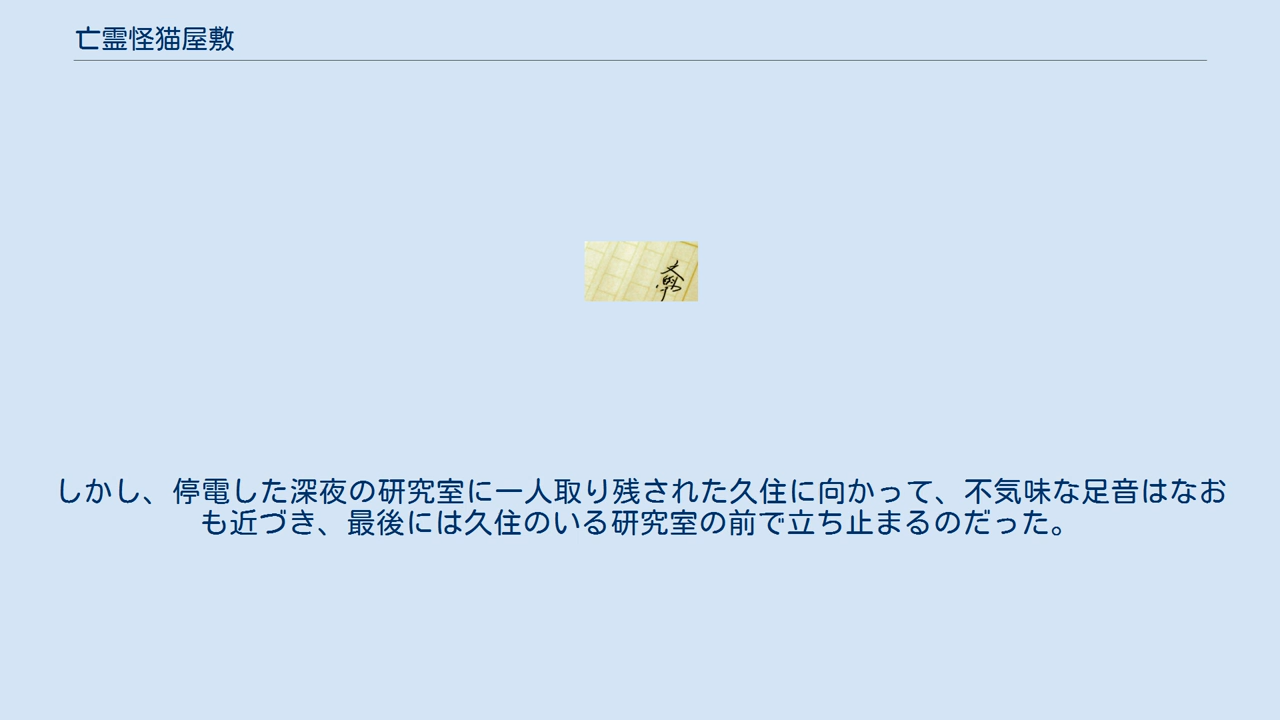 亡霊怪猫屋敷
しかし、停電した深夜の研究室に一人取り残された久住に向かって、不気味な足音はなお
も近づき、最後には久住のいる研究室の前で立ち止まるのだった。